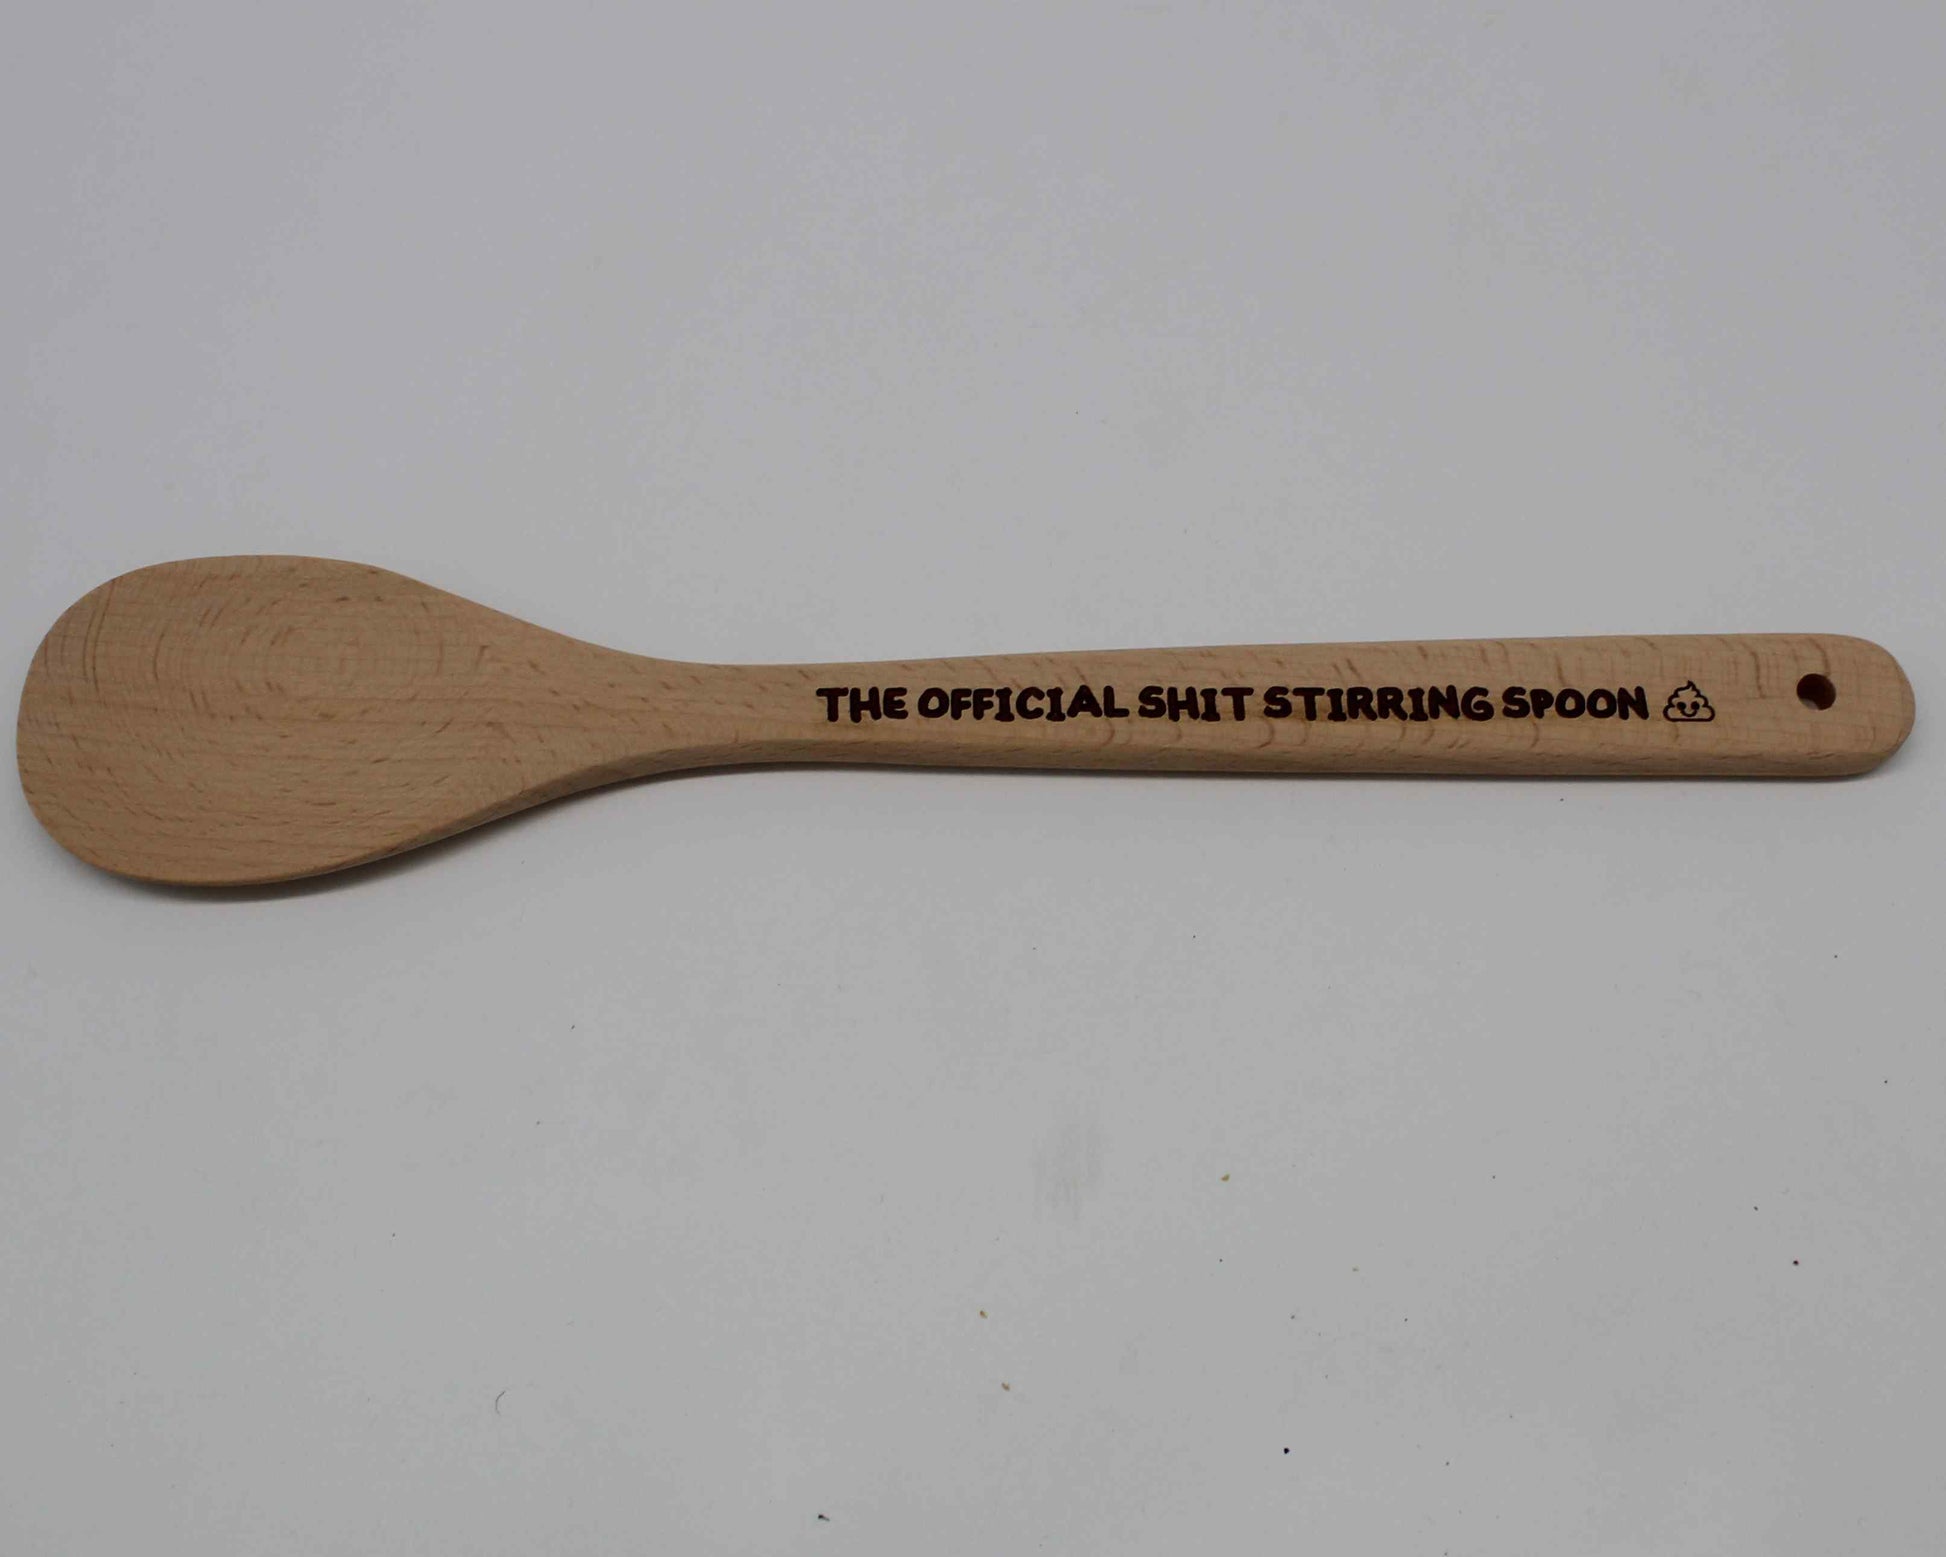 THE OFFICIAL SHIT STIRRING SPOON 💩